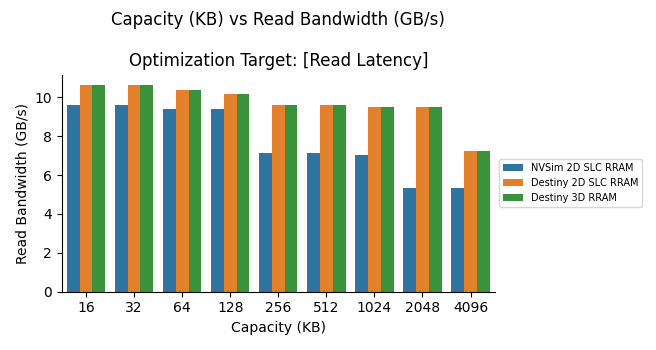 Capacity (KB) vs Read Bandwidth (GB/s)
Optimization Target: [Read Latency]
Read Bandwidth (GB/s)
10
8
6
4
2
0
16 32 64 128 256 512 1024 2048 4096
Capacity (KB)
NVSim 2D SLC RRAM
Destiny 2D SLC RRAM
Destiny 3D RRAM